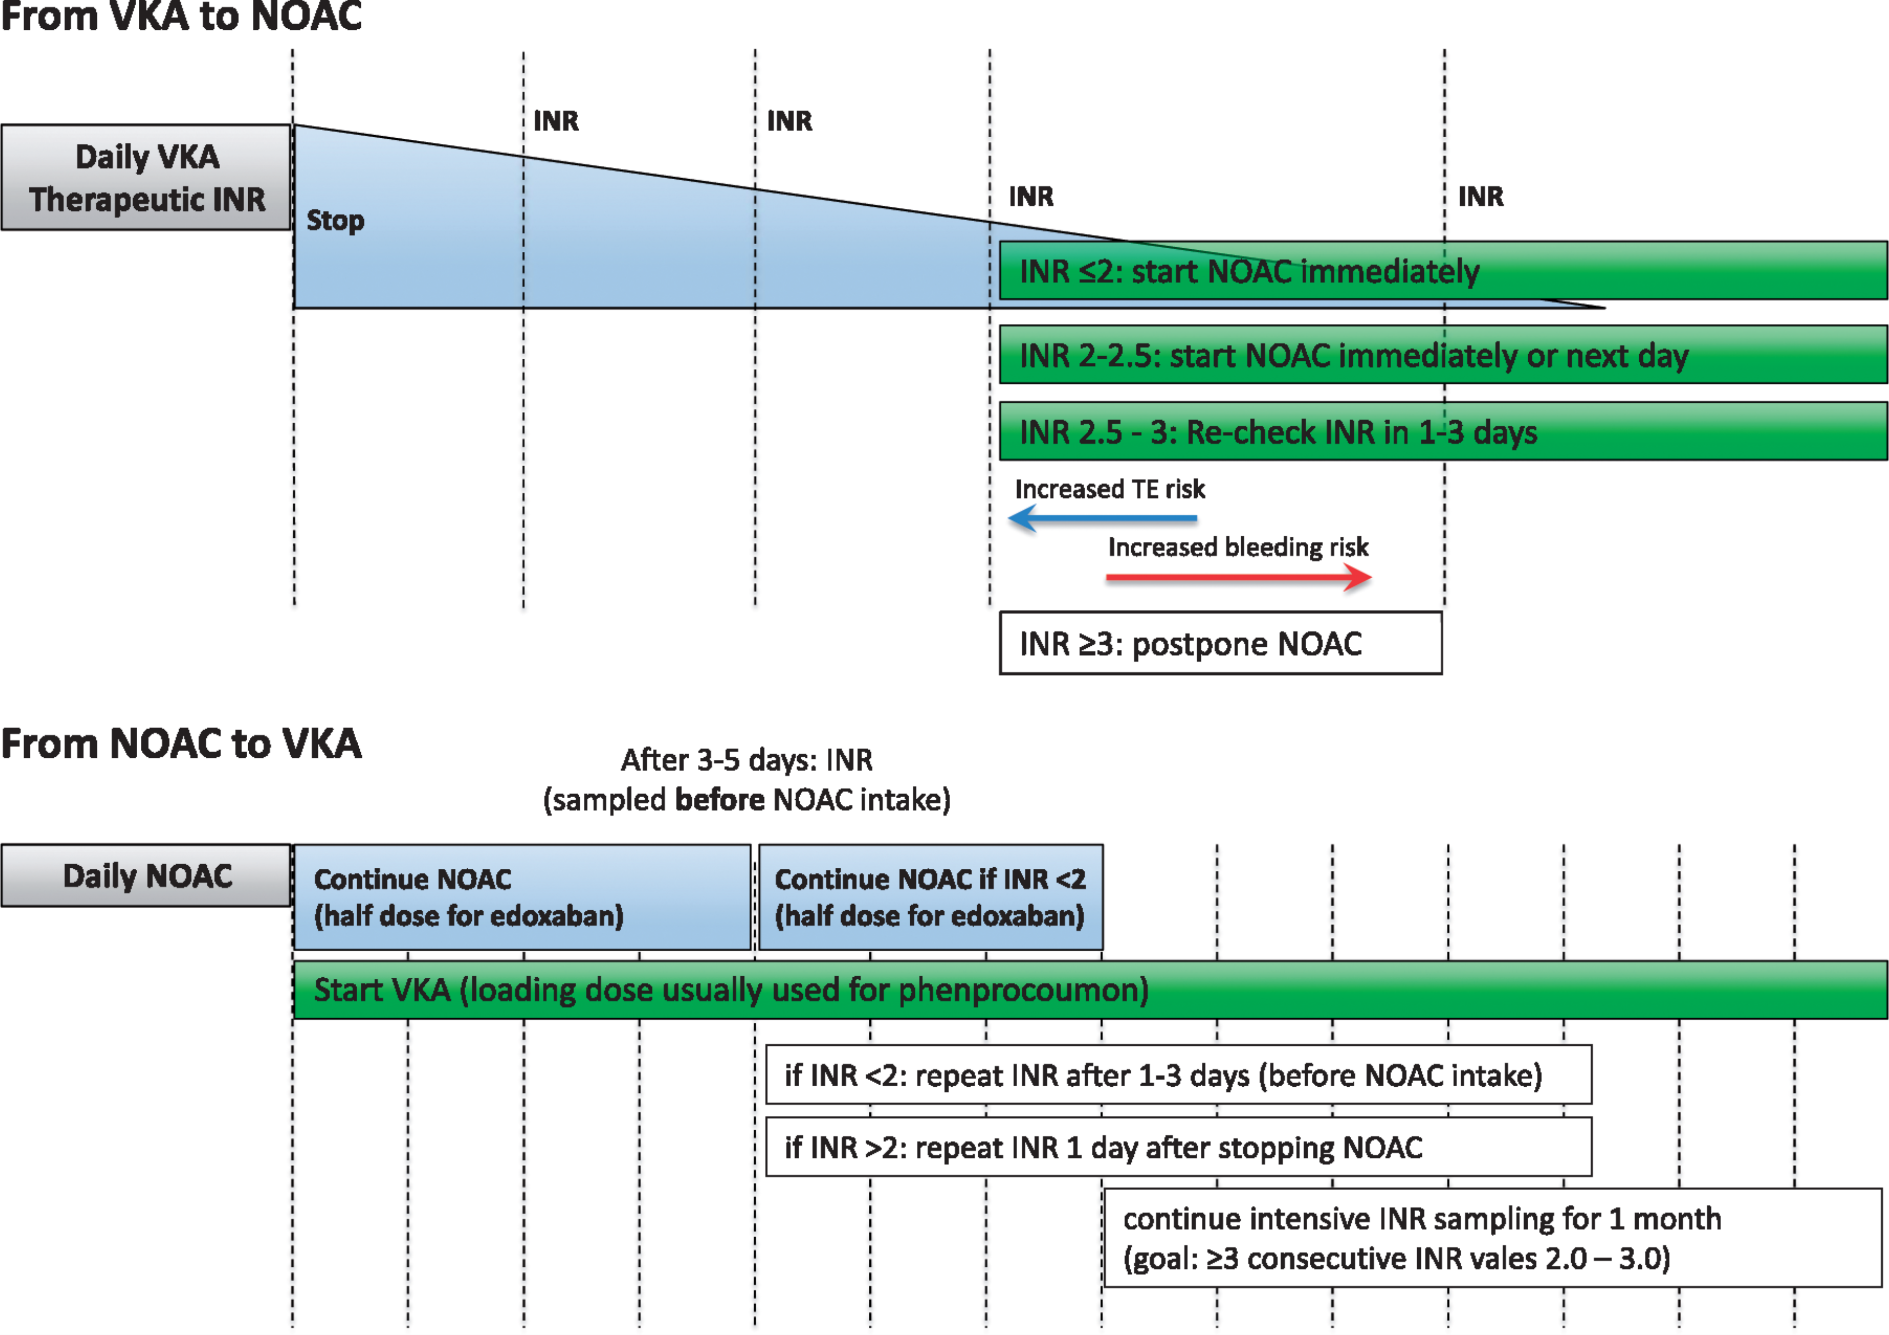 From VKA to NOAC
INR
INR
Daily VKA
Therapeutic INR
Stop
INR
INR
INR ≤2: start NOAC immediately
INR 2-2.5: start NOAC immediately or next day
INR 2.5 - 3: Re-check INR in 1-3 days
Increased TE risk
Increased bleeding risk
INR ≥3: postpone NOAC
From NOAC to VKA
After 3-5 days: INR
(sampled before NOAC intake)
Daily NOAC
Continue NOAC
(half dose for edoxaban)
Continue NOAC if INR <2
(half dose for edoxaban)
Start VKA (loading dose usually used for phenprocoumon)
if INR <2: repeat INR after 1-3 days (before NOAC intake)
if INR >2: repeat INR 1 day after stopping NOAC
continue intensive INR sampling for 1 month
(goal: ≥3 consecutive INR vales 2.0 – 3.0)